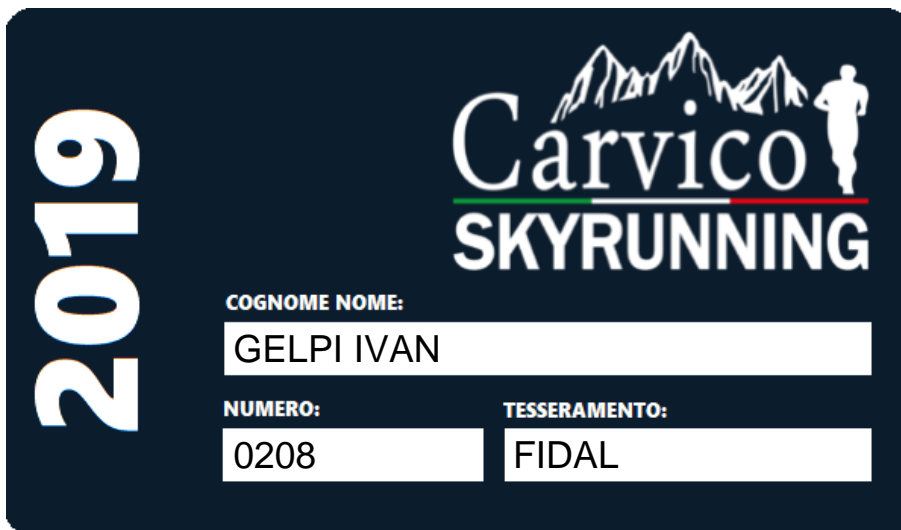 2019
Carvico
SKYRUNNING
COGNOME NOME:
GELPI IVAN
NUMERO:
0208
TESSERAMENTO:
FIDAL